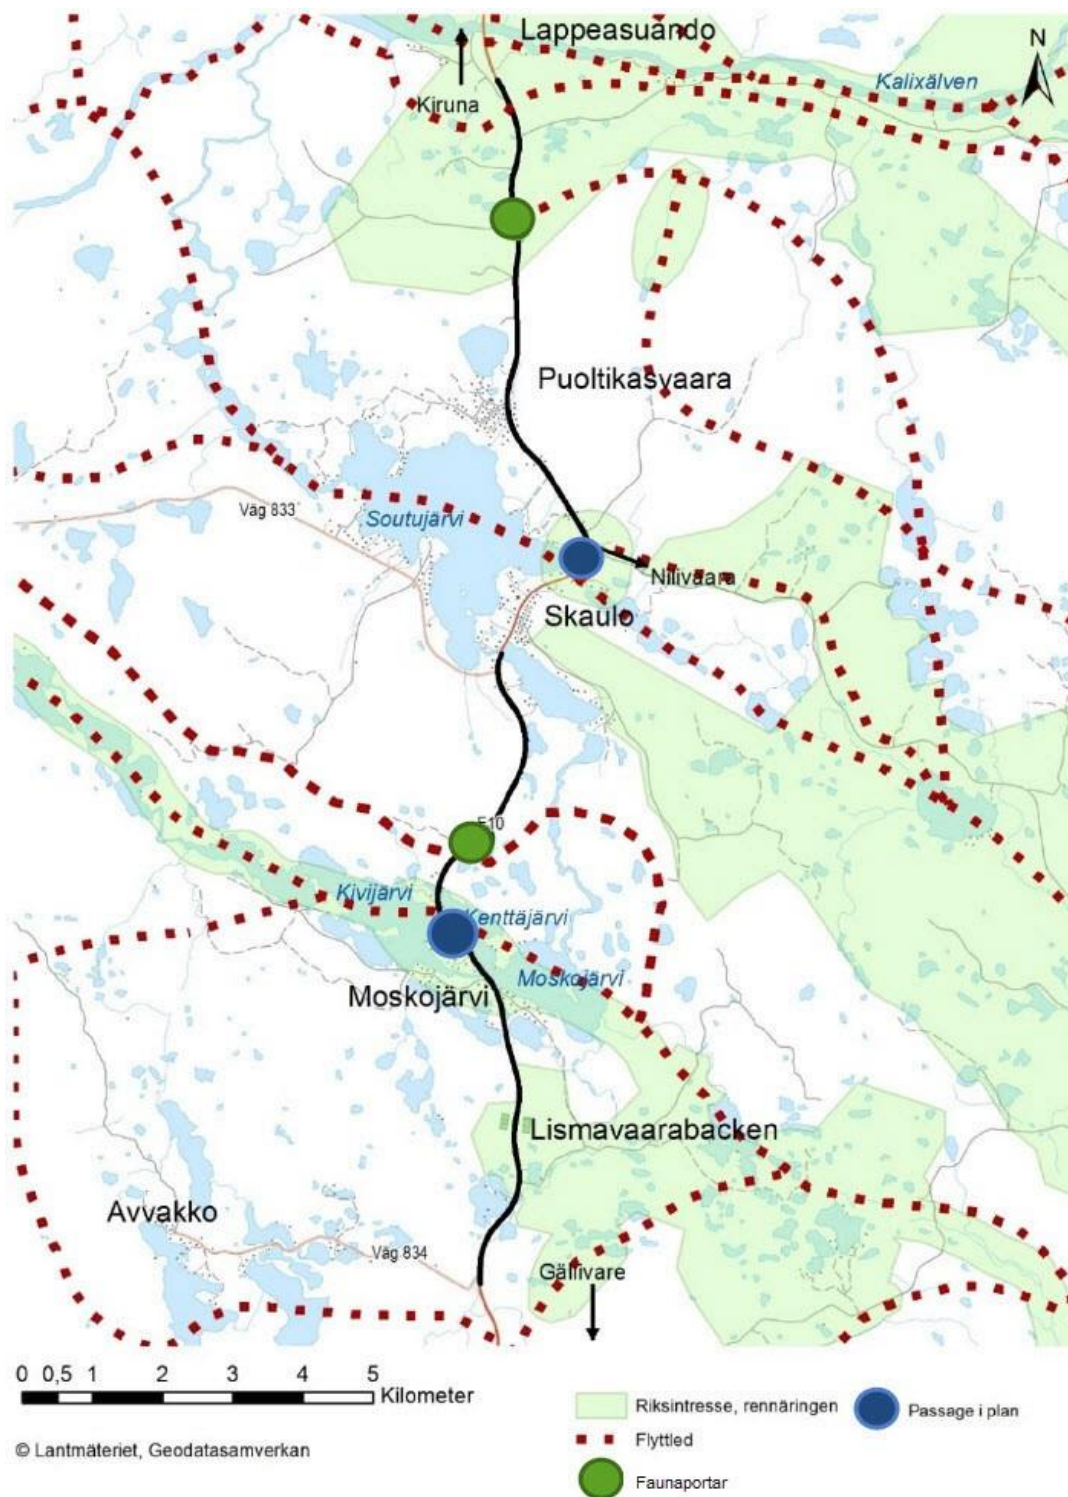 Lappeasuando
N
Kalixälven
Kiruna
Puoltikasvaara
Väg 833
Soutujärvi
Nilivaara
Skaulo
E10
Kivijärvi
Kenttäjärvi
Moskojärvi
Moskojärvi
Lismavaarabacken
Avvakko
Väg 834
Gällivare
0 0,5 1 2 3 4 5
Kilometer
Riksintresse, rennäringen
Passage i plan
Flyttled
© Lantmäteriet, Geodatasamverkan
Faunaportar